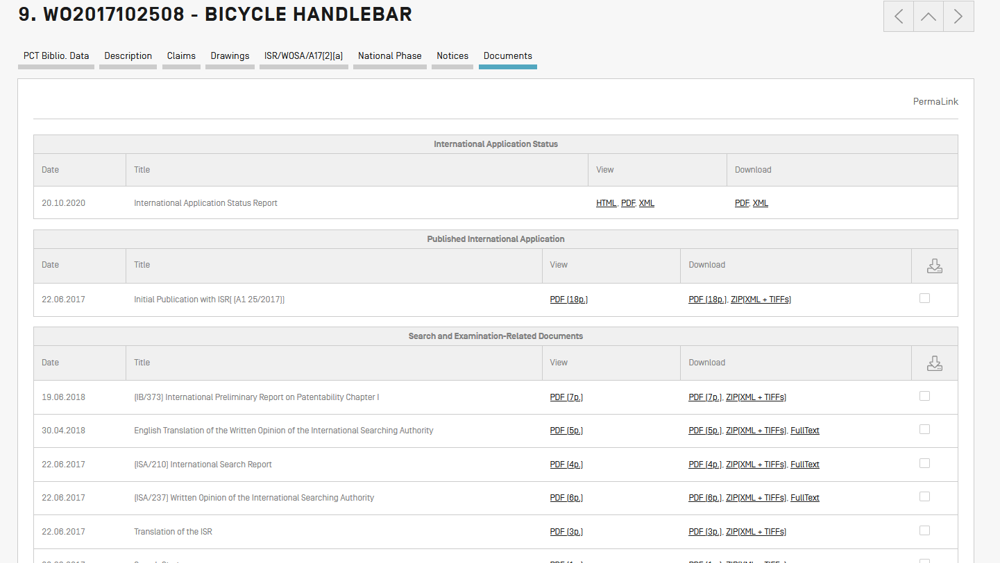 9. WO2017102508 - BICYCLE HANDLEBAR
PCT Biblio. Data Description Claims Drawings ISR/WOSA/A17(2)(a) National Phase Notices Documents
PermaLink
International Application Status
Date Title View Download
20.10.2020 International Application Status Report HTML, PDF, XML PDF, XML
Published International Application
Date Title View Download
22.06.2017 Initial Publication with ISR( (A1 25/2017)) PDF (18p.) PDF (18p.), ZIP(XML + TIFFs)
Search and Examination-Related Documents
Date Title View Download
19.06.2018 (IB/373) International Preliminary Report on Patentability Chapter I PDF (7p.) PDF (7p.), ZIP(XML + TIFFs)
30.04.2018 English Translation of the Written Opinion of the International Searching Authority PDF (5p.) PDF (5p.), ZIP(XML + TIFFs), FullText
22.06.2017 (ISA/210) International Search Report PDF (4p.) PDF (4p.), ZIP(XML + TIFFs), FullText
22.06.2017 (ISA/237) Written Opinion of the International Searching Authority PDF (6p.) PDF (6p.), ZIP(XML + TIFFs), FullText
22.06.2017 Translation of the ISR PDF (3p.) PDF (3p.), ZIP(XML + TIFFs)